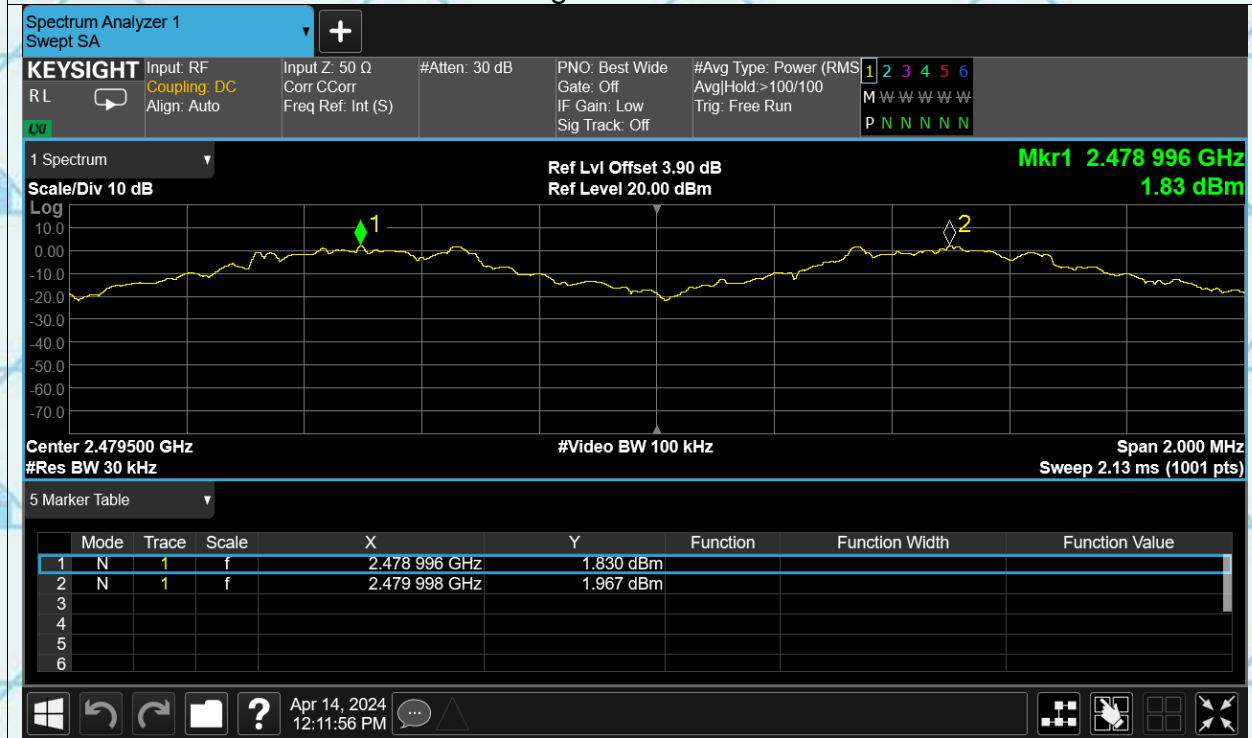 Spectrum Analyzer 1
Swept SA
KEYSIGHT
RL
LXI
Input: RF
Coupling: DC
Align: Auto
Input Z: 50 Ω
Corr CCorr
Freq Ref: Int (S)
#Atten: 30 dB
PNO: Best Wide
Gate: Off
IF Gain: Low
Sig Track: Off
#Avg Type: Power (RMS
Avg|Hold:>100/100
Trig: Free Run
1 2 3 4 5 6
M W W W W W
P N N N N N
1 Spectrum
Scale/Div 10 dB
Ref Lvl Offset 3.90 dB
Ref Level 20.00 dBm
Mkr1 2.478 996 GHz
1.83 dBm
Log
10.0
0.00
-10.0
-20.0
-30.0
-40.0
-50.0
-60.0
-70.0
1
2
Center 2.479500 GHz
#Video BW 100 kHz
Span 2.000 MHz
#Res BW 30 kHz
Sweep 2.13 ms (1001 pts)
5 Marker Table
Mode Trace Scale X Y Function Function Width Function Value
1 N 1 f 2.478 996 GHz 1.830 dBm
2 N 1 f 2.479 998 GHz 1.967 dBm
3
4
5
6
?
Apr 14, 2024
12:11:56 PM